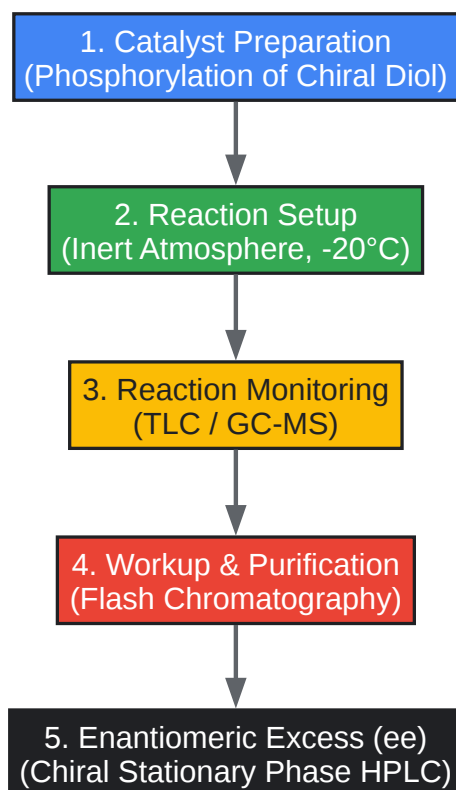 1. Catalyst Preparation
(Phosphorylation of Chiral Diol)
2. Reaction Setup
(Inert Atmosphere, -20°C)
3. Reaction Monitoring
(TLC / GC-MS)
4. Workup & Purification
(Flash Chromatography)
5. Enantiomeric Excess (ee)
(Chiral Stationary Phase HPLC)